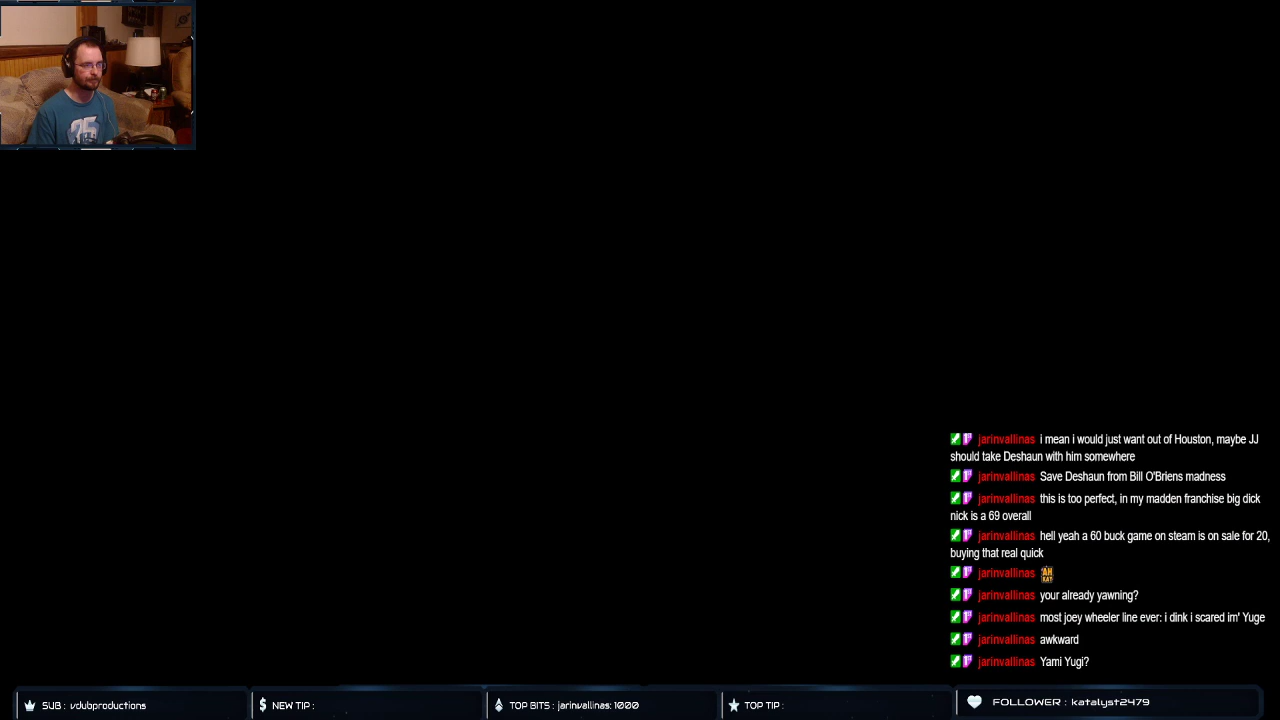 jarinvallinas i mean i would just want out of Houston, maybe JJ
should take Deshaun with him somewhere
jarinvallinas Save Deshaun from Bill O'Briens madness
jarinvallinas this is too perfect, in my madden franchise big dick
nick is a 69 overall
jarinvallinas hell yeah a 60 buck game on steam is on sale for 20,
buying that real quick
jarinvallinas
jarinvallinas your already yawning?
jarinvallinas most joey wheeler line ever: i dink i scared im' Yuge
jarinvallinas awkward
jarinvallinas Yami Yugi?
SUB : vdubproductions
NEW TIP :
TOP BITS : jarinvallinas: 1000
TOP TIP :
FOLLOWER : katalyst2479